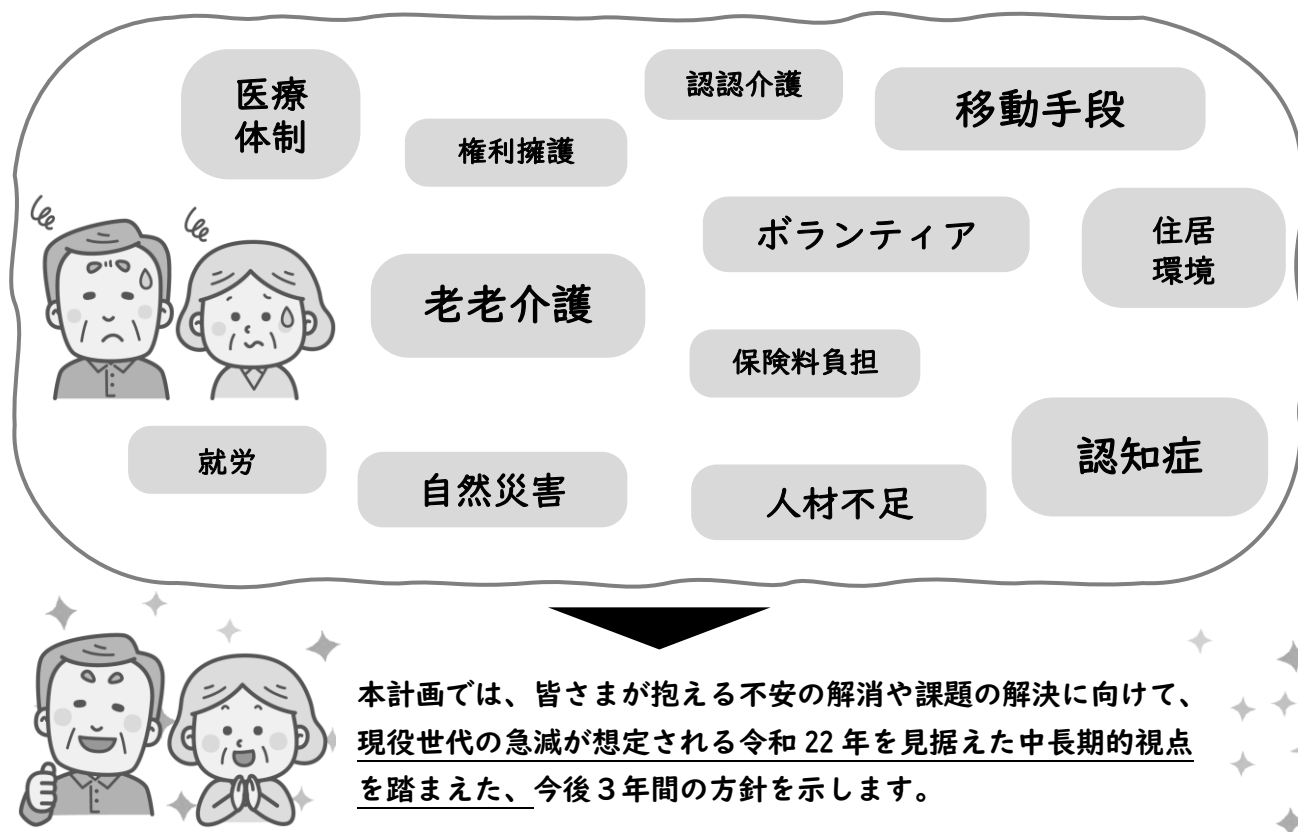 医療
体制
権利擁護
認認介護
移動手段
ボランティア
住居
環境
老老介護
保険料負担
認知症
就労
自然災害
人材不足
本計画では、皆さまが抱える不安の解消や課題の解決に向けて、
現役世代の急減が想定される令和 22 年を見据えた中長期的視点
を踏まえた、今後３年間の方針を示します。